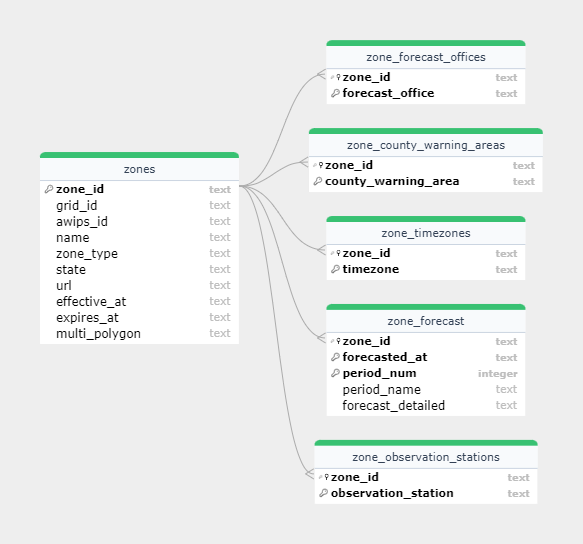 zones
zone_id text
grid_id text
awips_id text
name text
zone_type text
state text
url text
effective_at text
expires_at text
multi_polygon text
zone_forecast_offices
zone_id text
forecast_office text
zone_county_warning_areas
zone_id text
county_warning_area text
zone_timezones
zone_id text
timezone text
zone_forecast
zone_id text
forecasted_at text
period_num integer
period_name text
forecast_detailed text
zone_observation_stations
zone_id text
observation_station text